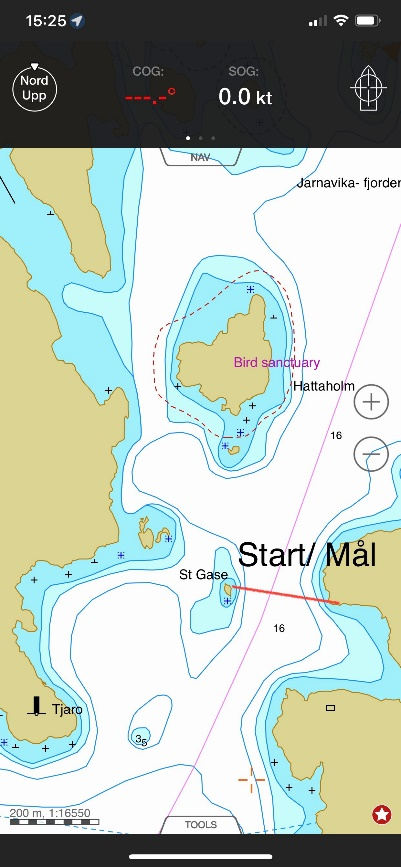 15:25
Nord
Upp
COG:
---.-°
SOG:
0.0 kt
NAV
Jarnavika- fjorden
Bird sanctuary
Hattaholm
16
Start/ Mål
St Gase
16
Tjaro
3₅
200 m, 1:16550
TOOLS